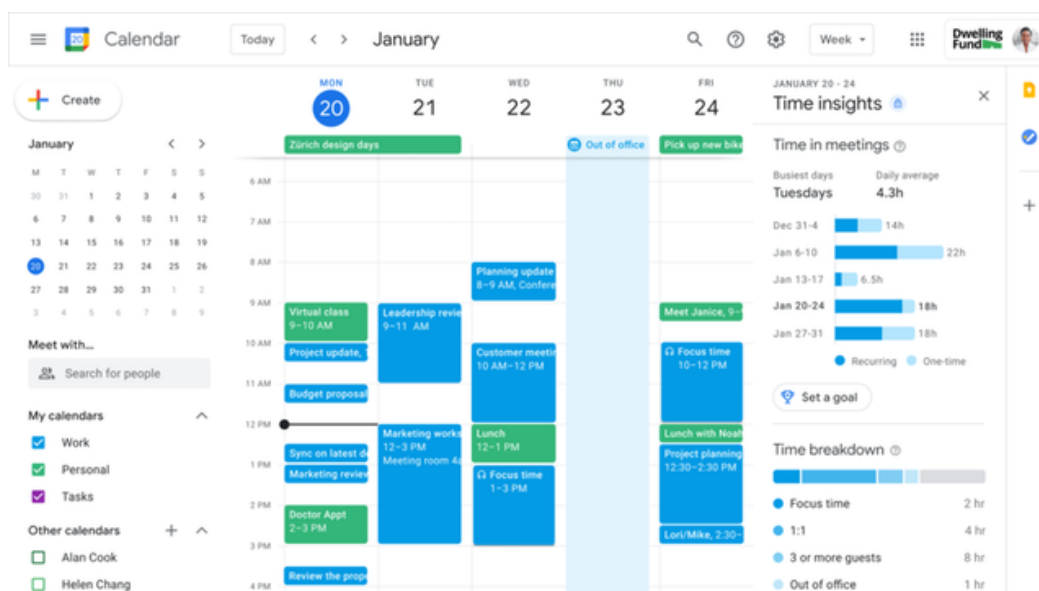 20
Calendar
Today
January
Week
Dwelling
Fund
Create
January
M T W T F S S
30 31 1 2 3 4 5
6 7 8 9 10 11 12
13 14 15 16 17 18 19
20 21 22 23 24 25 26
27 28 29 30 31 1 2
3 4 5 6 7 8 9
Meet with...
Search for people
My calendars
Work
Personal
Tasks
Other calendars
Alan Cook
Helen Chang
MON TUE WED THU FRI
20 21 22 23 24
Zürich design days
Out of office
Pick up new bike
6 AM
7 AM
8 AM
9 AM
10 AM
11 AM
12 PM
1 PM
2 PM
3 PM
4 PM
Virtual class
9–10 AM
Project update,
Budget proposal
Sync on latest
Marketing review
Doctor Appt
2–3 PM
Review the
Leadership
9–11 AM
Marketing
12–3 PM
Meeting room
Planning update
8–9 AM,
Customer
10 AM–12 PM
Lunch
12–1 PM
Focus time
1–3 PM
Meet Janice,
Focus time
10–12 PM
Lunch with Noah
Project planning
12:30–2:30 PM
Lori/Mike,
JANUARY 20 - 24
Time insights
Time in meetings
Busiest days
Tuesdays
Daily average
4.3h
Dec 31-4 14h
Jan 6-10 22h
Jan 13-17 6.5h
Jan 20-24 18h
Jan 27-31 18h
Recurring One-time
Set a goal
Time breakdown
Focus time 2 hr
1:1 4 hr
3 or more guests 8 hr
Out of office 1 hr